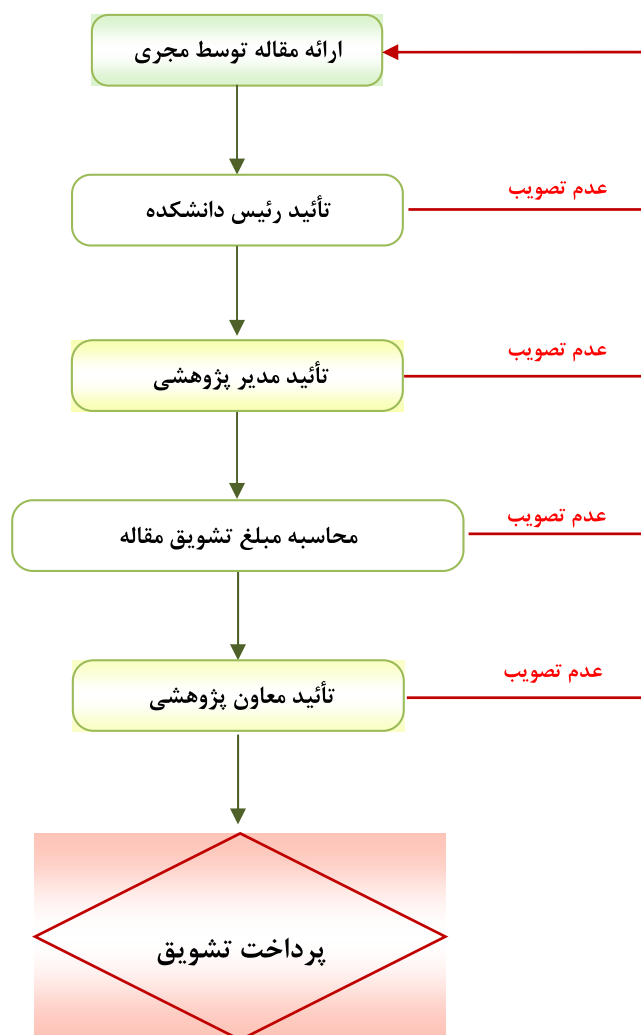 ارائه مقاله توسط مجری
عدم تصویب
تأئید رئیس دانشکده
عدم تصویب
تأئید مدیر پژوهشی
عدم تصویب
محاسبه مبلغ تشویق مقاله
عدم تصویب
تأئید معاون پژوهشی
پرداخت تشویق